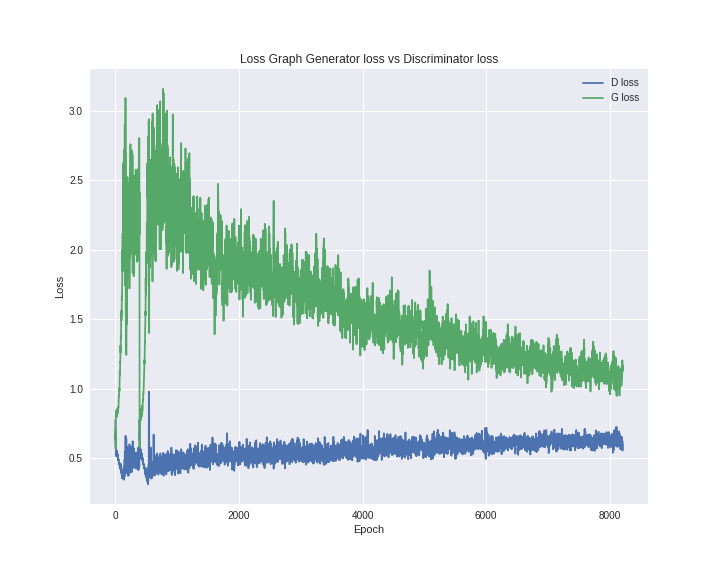 Loss Graph Generator loss vs Discriminator loss
D loss
G loss
3.0
2.5
2.0
1.5
1.0
0.5
Loss
0
2000
4000
6000
8000
Epoch